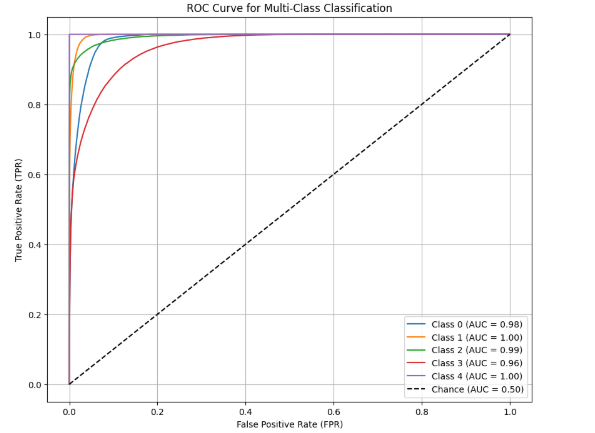 ROC Curve for Multi-Class Classification
True Positive Rate (TPR)
1.0
0.8
0.6
0.4
0.2
0.0
0.0 0.2 0.4 0.6 0.8 1.0
False Positive Rate (FPR)
Class 0 (AUC = 0.98)
Class 1 (AUC = 1.00)
Class 2 (AUC = 0.99)
Class 3 (AUC = 0.96)
Class 4 (AUC = 1.00)
Chance (AUC = 0.50)